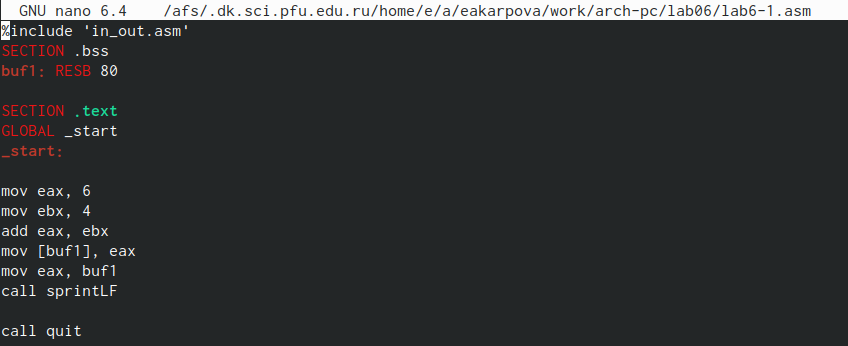 GNU nano 6.4 /afs/.dk.sci.pfu.edu.ru/home/e/a/eakarpova/work/arch-pc/lab06/lab6-1.asm
%include 'in_out.asm'
SECTION .bss
buf1: RESB 80
SECTION .text
GLOBAL _start
_start:
mov eax, 6
mov ebx, 4
add eax, ebx
mov [buf1], eax
mov eax, buf1
call sprintLF
call quit